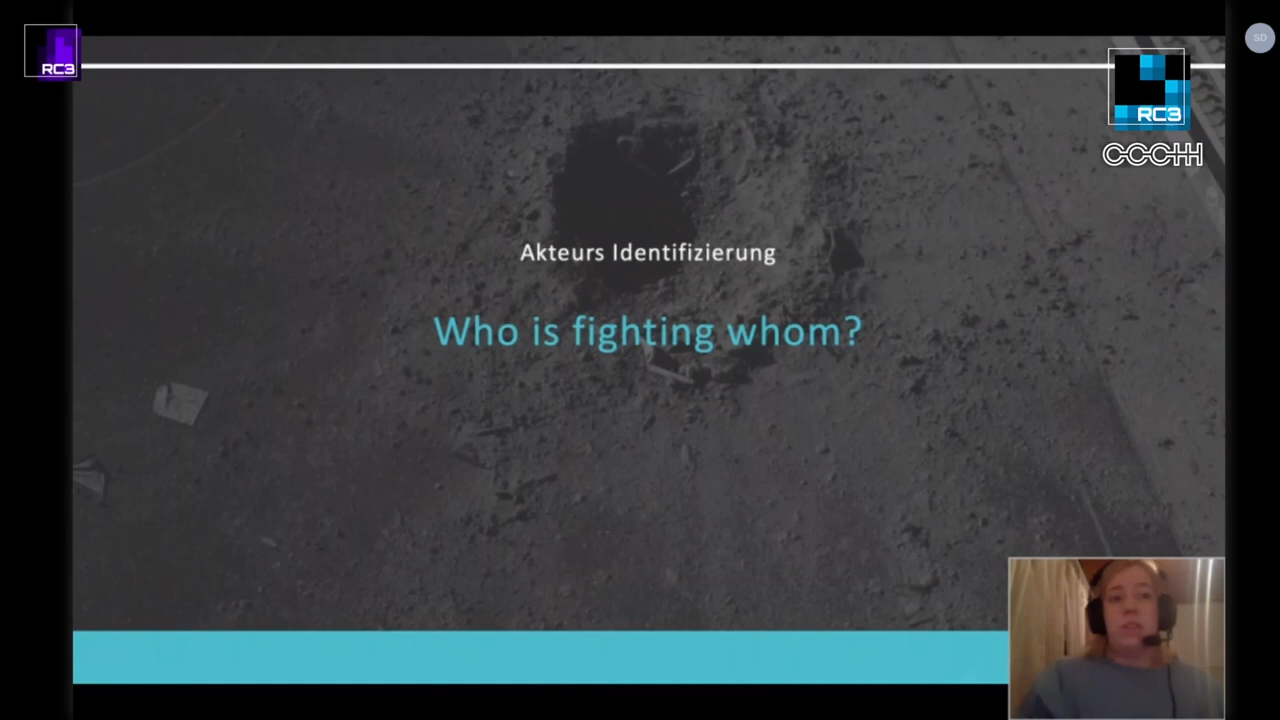 RC3
SD
RC3
CCCHH
Akteurs Identifizierung
Who is fighting whom?